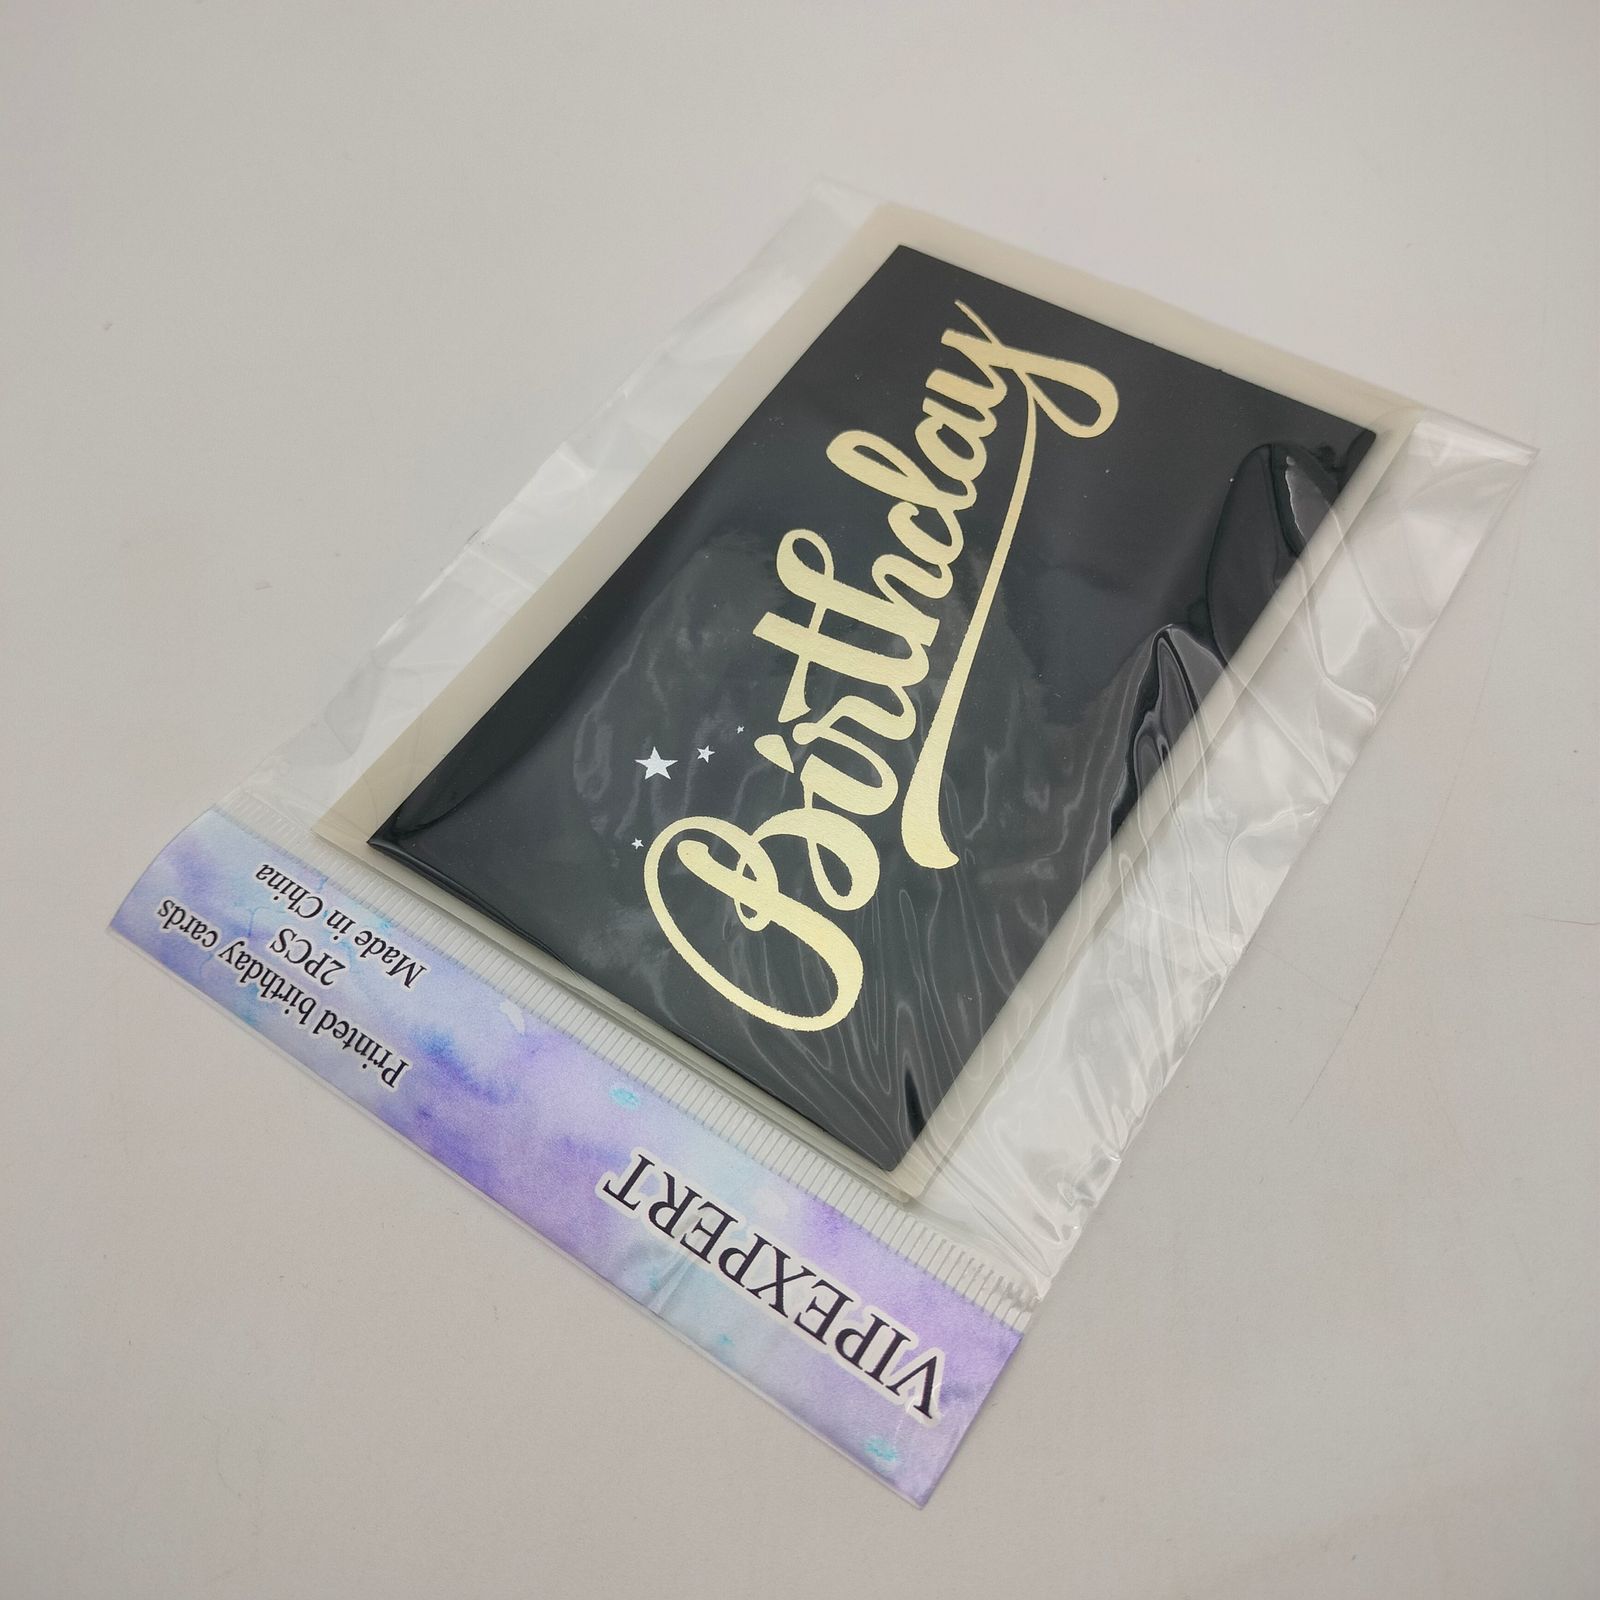 Birthday
VIPEXPERT
Printed birthday cards
2PCS
Made in China